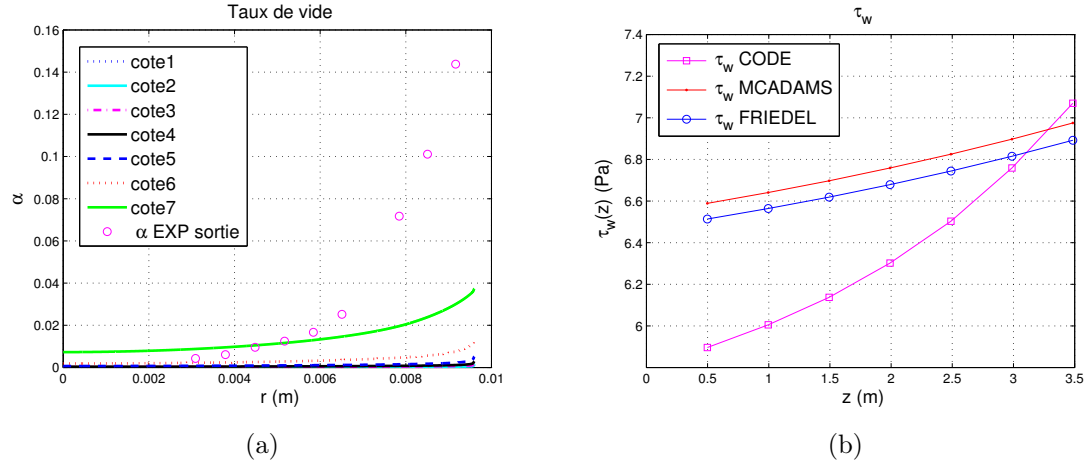 Taux de vide
0.16
0.14
0.12
0.1
0.08
0.06
0.04
0.02
0
α
cote1
cote2
cote3
cote4
cote5
cote6
cote7
α EXP sortie
0 0.002 0.004 0.006 0.008 0.01
r (m)
(a)
τw
7.4
7.2
7
6.8
6.6
6.4
6.2
6
τw(z) (Pa)
τw CODE
τw MCADAMS
τw FRIEDEL
0 0.5 1 1.5 2 2.5 3 3.5
z (m)
(b)